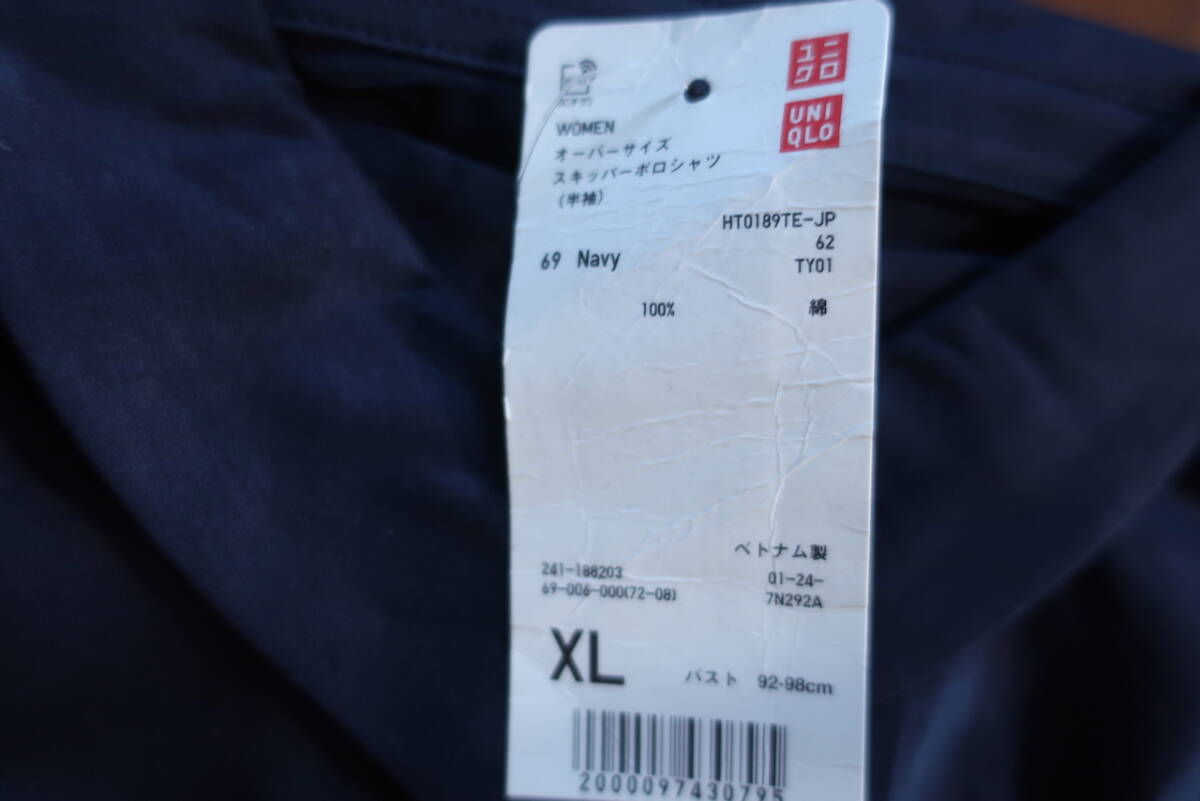 ユニ
クロ
UNI
QLO
WOMEN
オーバーサイズ
スキッパーポロシャツ
(半袖)
HT0189TE-JP
62
69 Navy
TY01
100% 綿
ベトナム製
241-188203
01-24-
69-006-000(72-08)
7N292A
XL
バスト 92-98cm
2000097430795